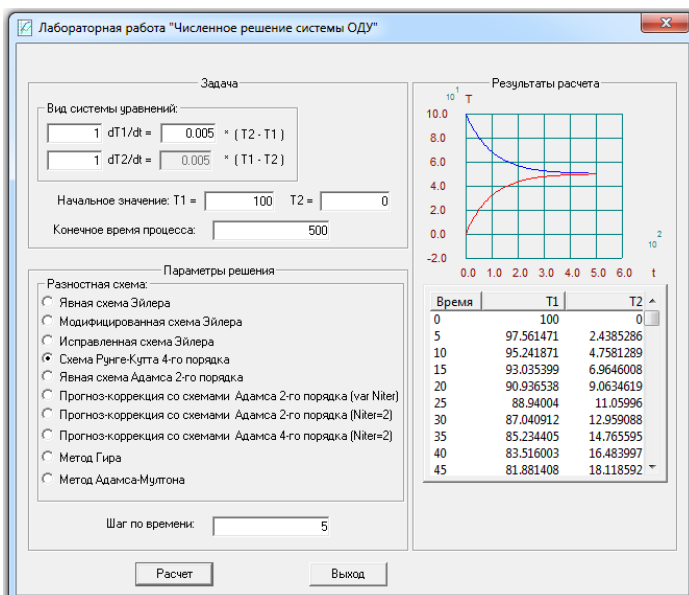 Лабораторная работа "Численное решение системы ОДУ"
Задача
Вид системы уравнений:
1 dT1/dt = 0.005 * ( T2 - T1 )
1 dT2/dt = 0.005 * ( T1 - T2 )
Начальное значение: T1 = 100 T2 = 0
Конечное время процесса: 500
Параметры решения
Разностная схема:
Явная схема Эйлера
Модифицированная схема Эйлера
Исправленная схема Эйлера
Схема Рунге-Кутта 4-го порядка
Явная схема Адамса 2-го порядка
Прогноз-коррекция со схемами Адамса 2-го порядка (var Niter)
Прогноз-коррекция со схемами Адамса 2-го порядка (Niter=2)
Прогноз-коррекция со схемами Адамса 4-го порядка (Niter=2)
Метод Гира
Метод Адамса-Мултона
Шаг по времени: 5
Расчет Выход
Результаты расчета
10 1 T
10.0
8.0
6.0
4.0
2.0
0.0
-2.0
10 2
0.0 1.0 2.0 3.0 4.0 5.0 6.0 t
Время T1 T2
0 100 0
5 97.561471 2.4385286
10 95.241871 4.7581289
15 93.035399 6.9646008
20 90.936538 9.0634619
25 88.94004 11.05996
30 87.040912 12.959088
35 85.234405 14.765595
40 83.516003 16.483997
45 81.881408 18.118592